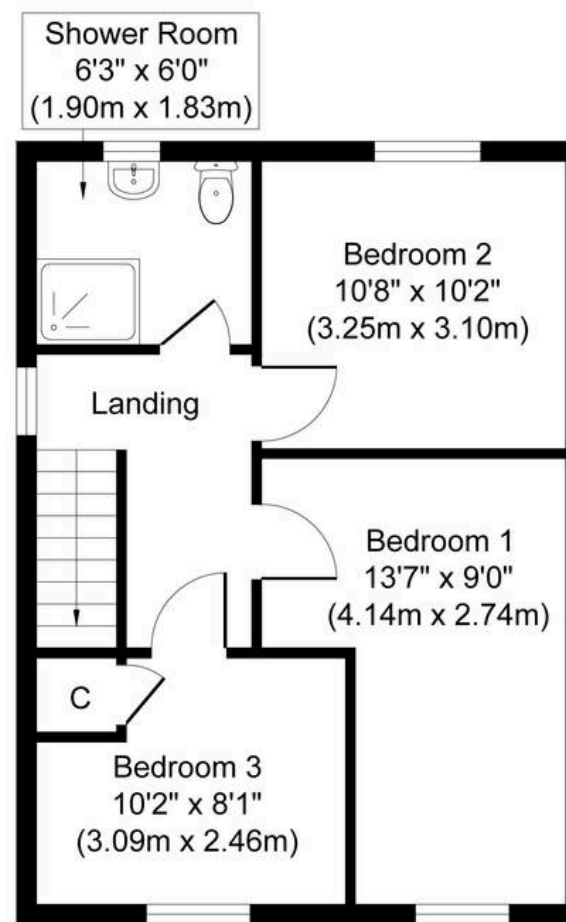 Shower Room
6'3" x 6'0"
(1.90m x 1.83m)
Bedroom 2
10'8" x 10'2"
(3.25m x 3.10m)
Landing
Bedroom 1
13'7" x 9'0"
(4.14m x 2.74m)
C
Bedroom 3
10'2" x 8'1"
(3.09m x 2.46m)